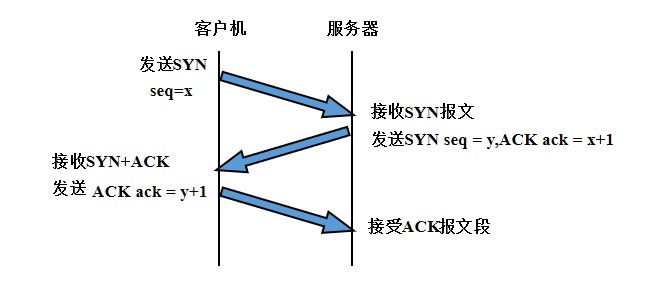 客户机
服务器
发送SYN
seq=x
接收SYN报文
发送SYN seq = y,ACK ack = x+1
接收SYN+ACK
发送 ACK ack = y+1
接受ACK报文段